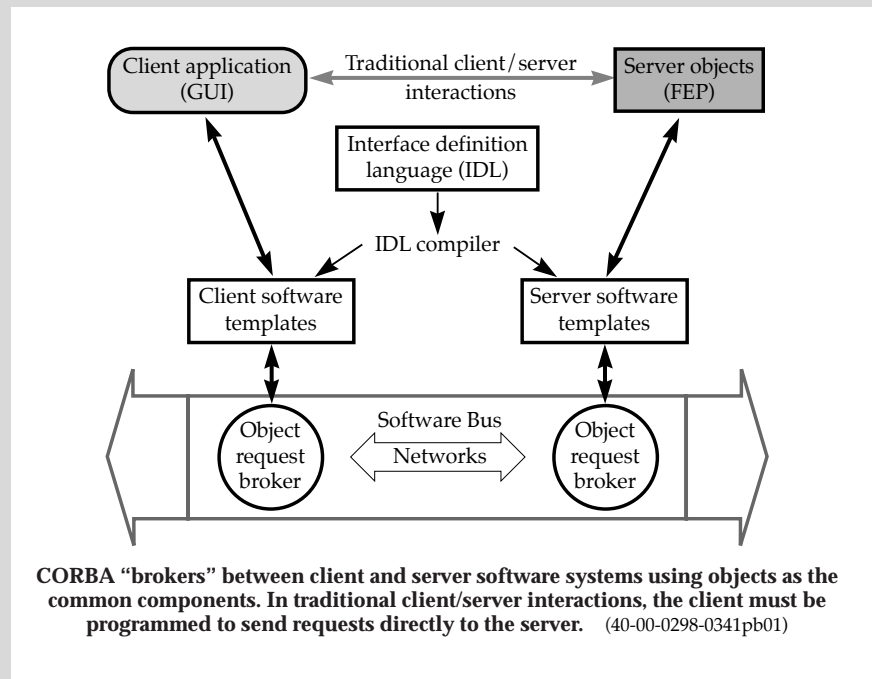 Client application
(GUI)
Traditional client/server
interactions
Server objects
(FEP)
Interface definition
language (IDL)
IDL compiler
Client software
templates
Server software
templates
Object
request
broker
Software Bus
Networks
Object
request
broker
CORBA “brokers” between client and server software systems using objects as the
common components. In traditional client/server interactions, the client must be
programmed to send requests directly to the server. (40-00-0298-0341pb01)